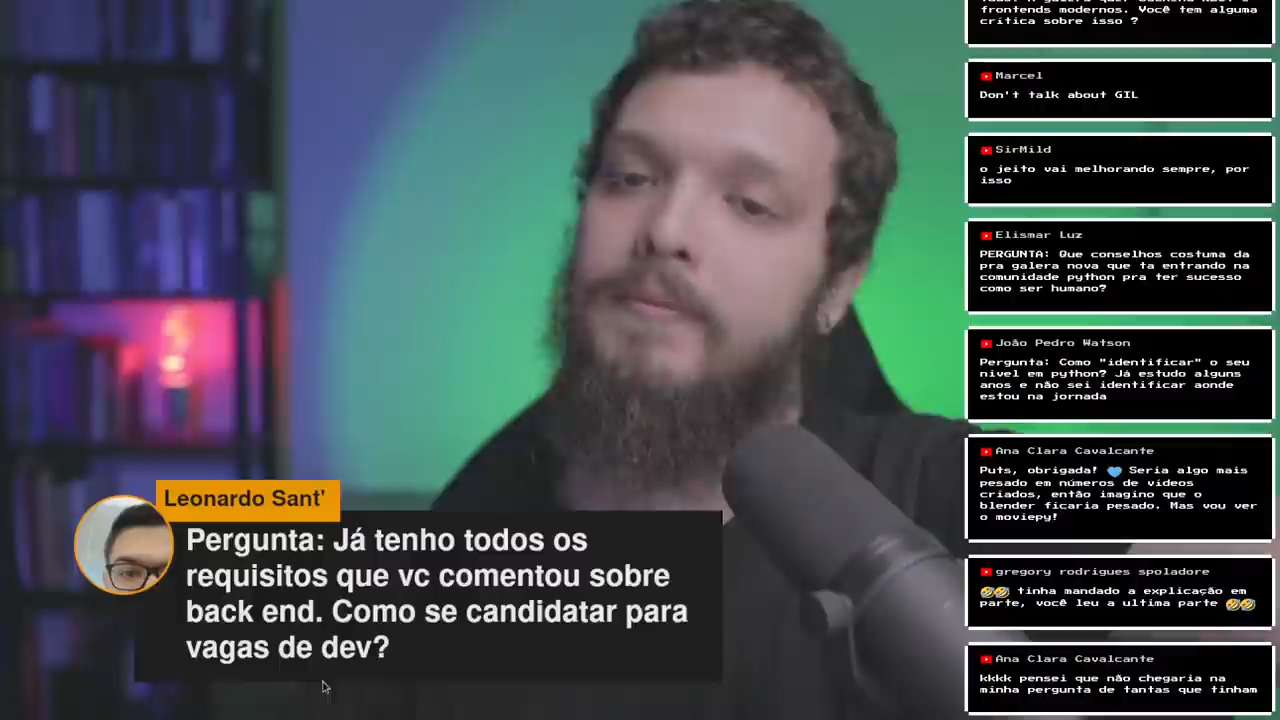 Leonardo Sant'
Pergunta: Já tenho todos os
requisitos que vc comentou sobre
back end. Como se candidatar para
vagas de dev?
frontends modernos. Você tem alguma
crítica sobre isso ?
Marcel
Don't talk about GIL
SirMild
o jeito vai melhorando sempre, por
isso
Elismar Luz
PERGUNTA: Que conselhos costuma da
pra galera nova que ta entrando na
comunidade python pra ter sucesso
como ser humano?
João Pedro Watson
Pergunta: Como "identificar" o seu
nível em python? Já estudo alguns
anos e não sei identificar aonde
estou na jornada
Ana Clara Cavalcante
Puts, obrigada! 💙 Seria algo mais
pesado em números de vídeos
criados, então imagino que o
blender ficaria pesado. Mas vou ver
o moviepy!
gregory rodrigues spoladore
🤣🤣 tinha mandado a explicação em
parte, você leu a ultima parte 🤣🤣
Ana Clara Cavalcante
kkkk pensei que não chegaria na
minha pergunta de tantas que tinham